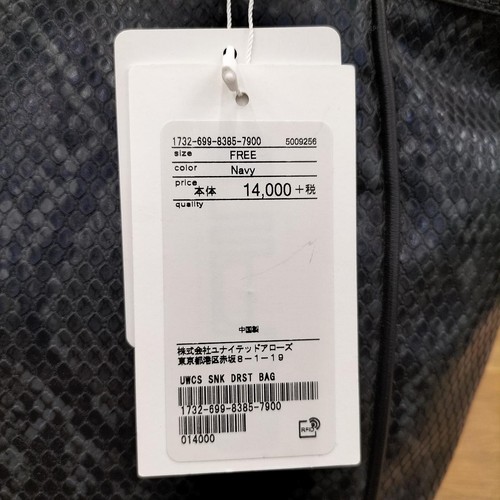 1732-699-8385-7900 5009256
size FREE
color Navy
price 本体 14,000 +税
quality
中国製
株式会社ユナイテッドアローズ
東京都港区赤坂8-1-19
UWCS SNK DRST BAG
1732-699-8385-7900
014000
RFID